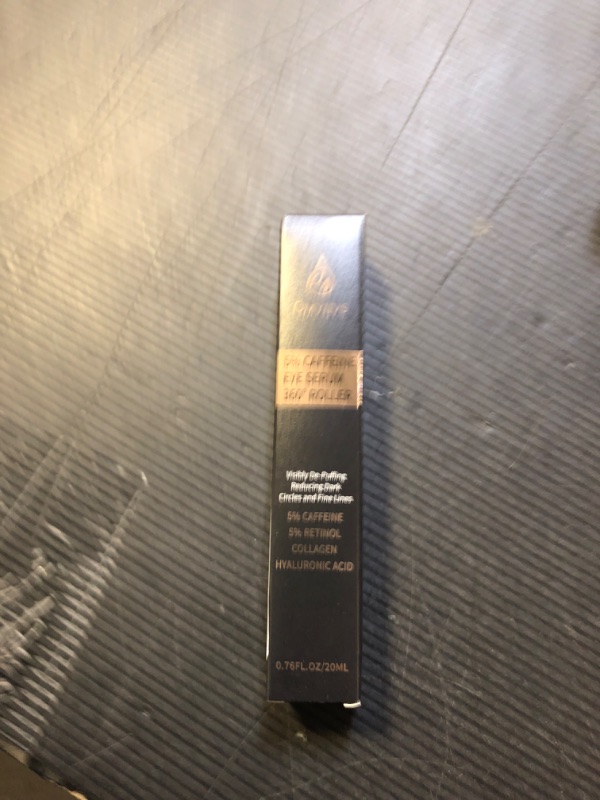 5% CAFFEINE
EYE SERUM
360° ROLLER
Visibly De-Puffing,
Reducing Dark
Circles and Fine Lines
5% CAFFEINE
5% RETINOL
COLLAGEN
HYALURONIC ACID
0.76FL.OZ/20ML